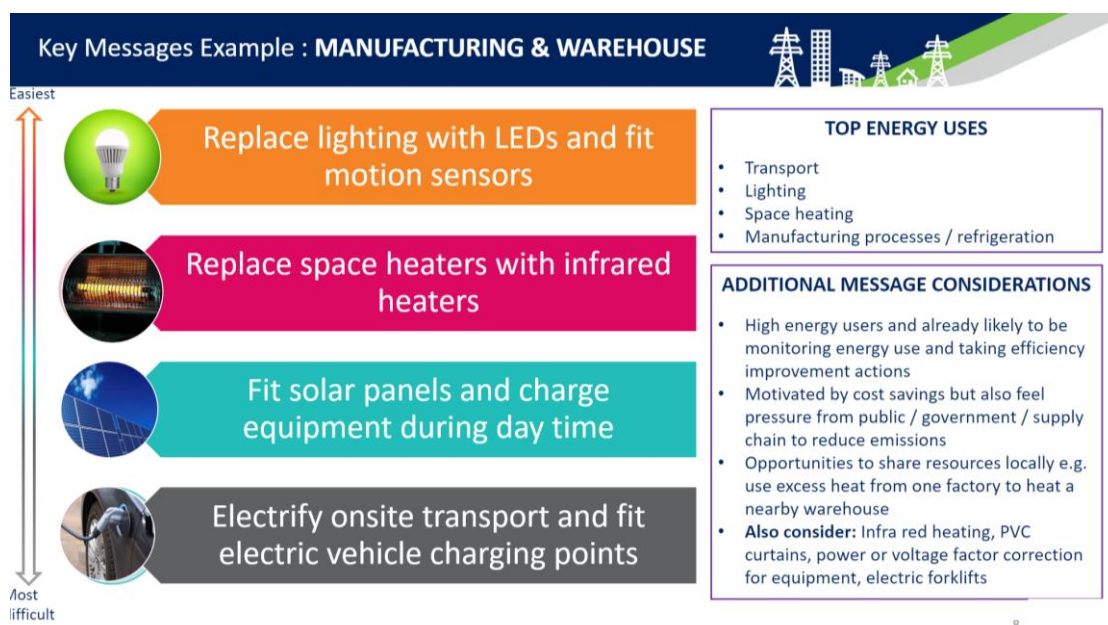 Key Messages Example : MANUFACTURING & WAREHOUSE
Easiest
Replace lighting with LEDs and fit
motion sensors
Replace space heaters with infrared
heaters
Fit solar panels and charge
equipment during day time
Electrify onsite transport and fit
electric vehicle charging points
Most
difficult
TOP ENERGY USES
• Transport
• Lighting
• Space heating
• Manufacturing processes / refrigeration
ADDITIONAL MESSAGE CONSIDERATIONS
• High energy users and already likely to be
monitoring energy use and taking efficiency
improvement actions
• Motivated by cost savings but also feel
pressure from public / government / supply
chain to reduce emissions
• Opportunities to share resources locally e.g.
use excess heat from one factory to heat a
nearby warehouse
• Also consider: Infra red heating, PVC
curtains, power or voltage factor correction
for equipment, electric forklifts